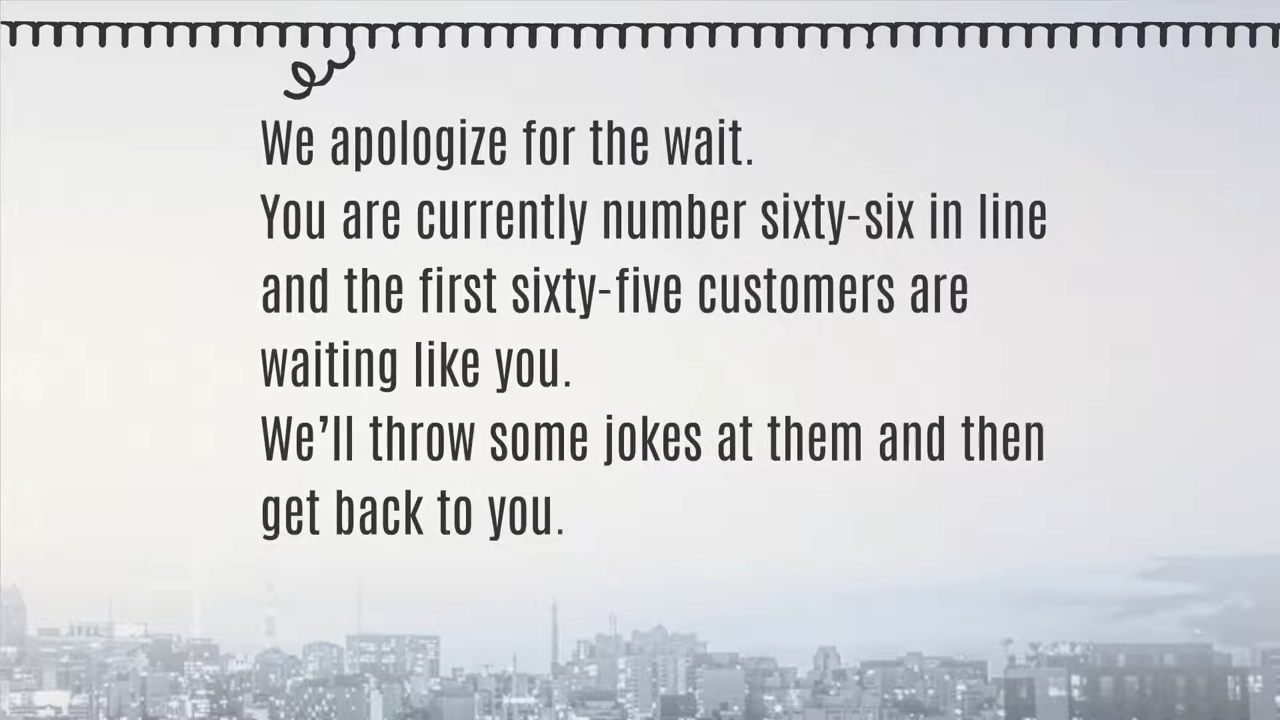 We apologize for the wait.
You are currently number sixty-six in line
and the first sixty-five customers are
waiting like you.
We’ll throw some jokes at them and then
get back to you.